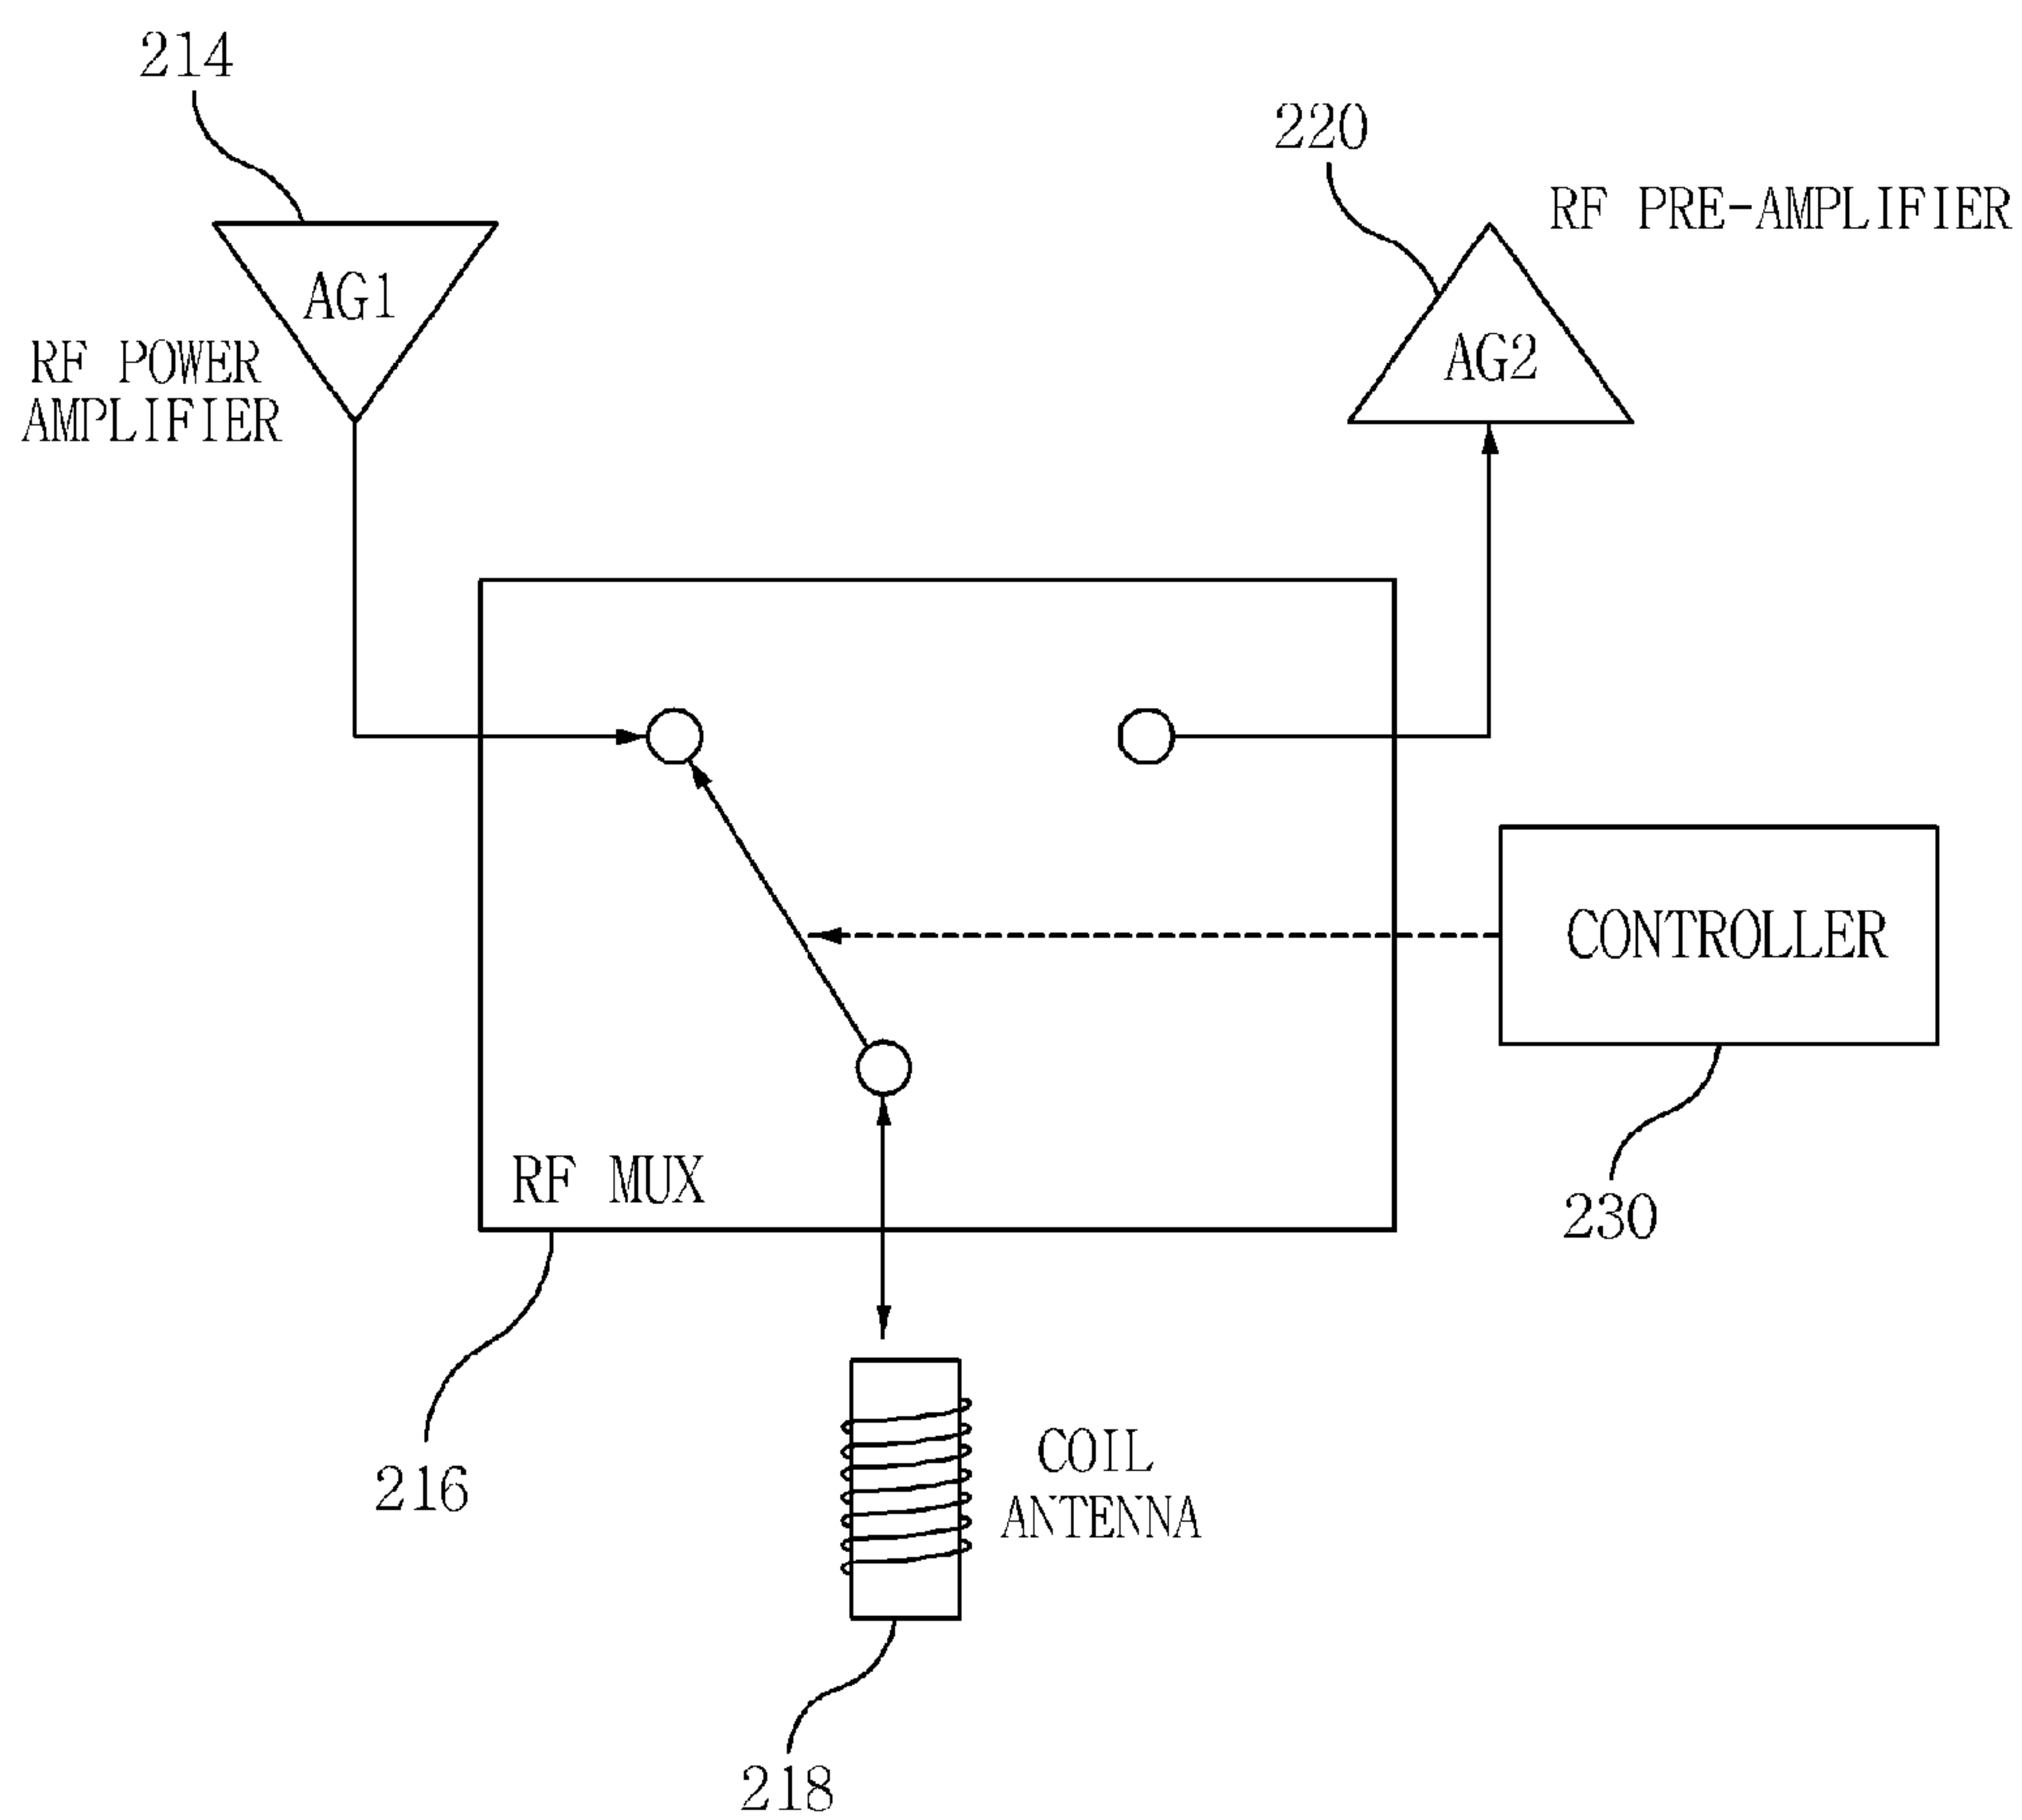 214
220
RF PRE-AMPLIFIER
AG1
AG2
RF POWER
AMPLIFIER
CONTROLLER
RF MUX
230
216
COIL
ANTENNA
218